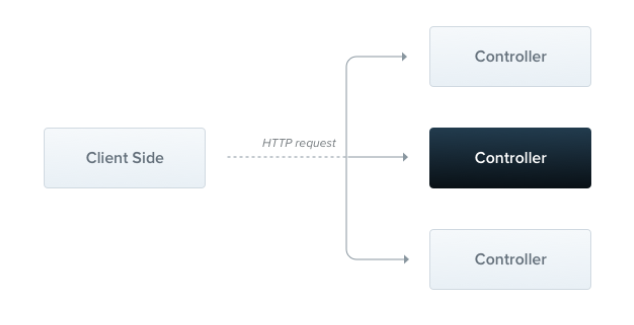 Controller
HTTP request
Client Side
Controller
Controller